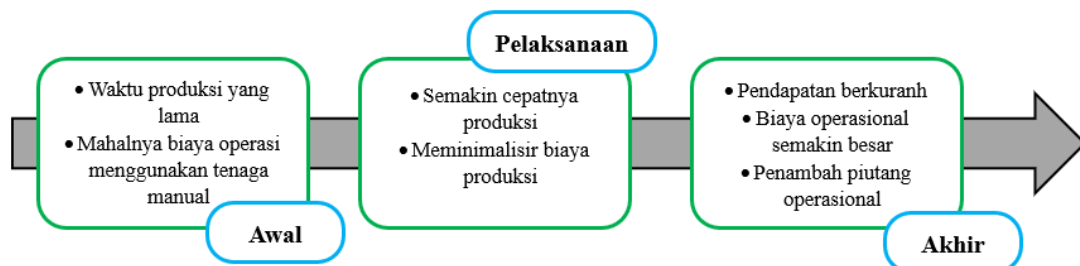 Pelaksanaan
• Waktu produksi yang
lama
• Mahalnya biaya operasi
menggunakan tenaga
manual
Awal
• Semakin cepatnya
produksi
• Meminimalisir biaya
produksi
• Pendapatan berkuranh
• Biaya operasional
semakin besar
• Penambah piutang
operasional
Akhir